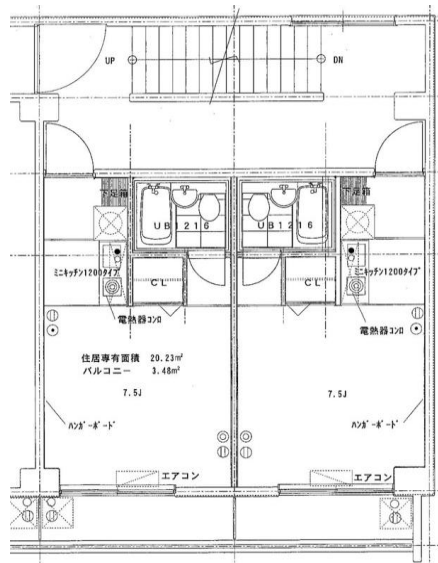 UP
DN
下足箱
下足箱
UB1216
UB1216
ミニキッチン1200タイプ
CL
CL
ミニキッチン1200タイプ
電熱器コンロ
電熱器コンロ
住居専有面積 20.23㎡
バルコニー 3.48㎡
7.5J
7.5J
ハンガーボード
ハンガーボード
エアコン
エアコン